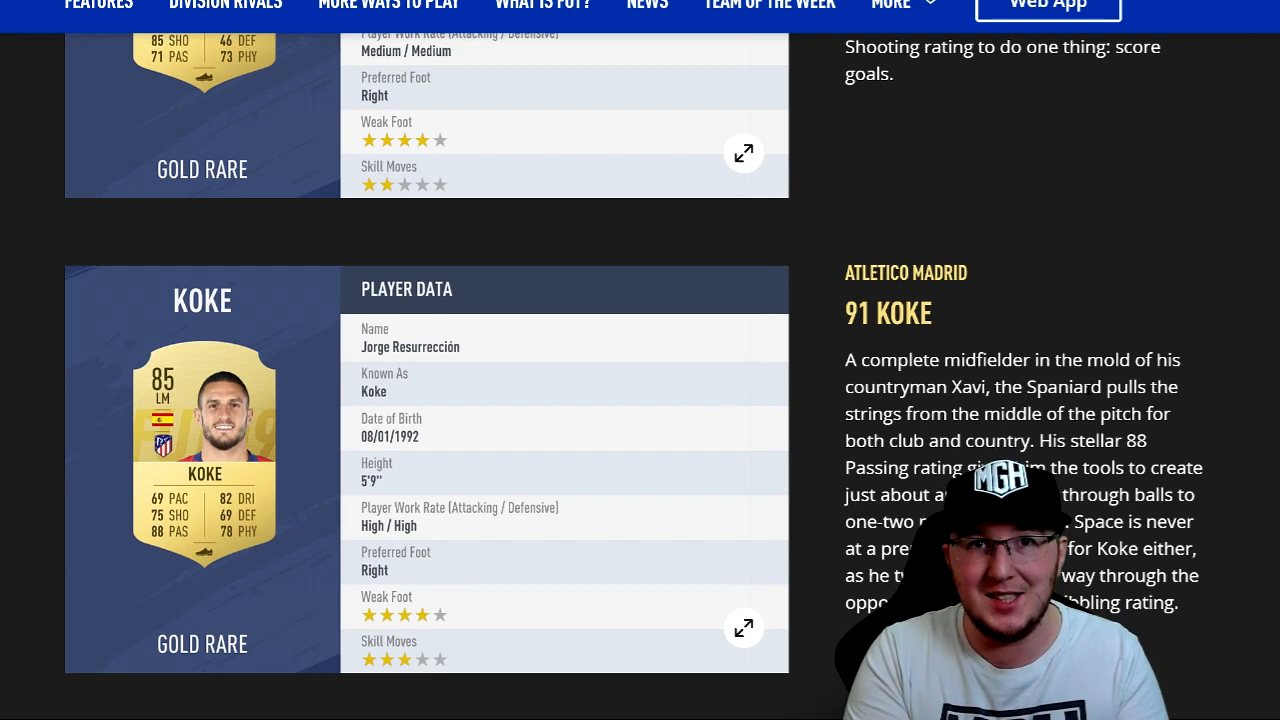 FEATURES DIVISION RIVALS MORE WAYS TO PLAY WHAT IS FUT? NEWS TEAM OF THE WEEK MORE Web App
85 SHO 46 DEF
71 PAS 73 PHY
GOLD RARE
Player Work Rate (Attacking / Defensive)
Medium / Medium
Preferred Foot
Right
Weak Foot
Skill Moves
Shooting rating to do one thing: score
goals.
KOKE
85
LM
KOKE
69 PAC 82 DRI
75 SHO 69 DEF
88 PAS 78 PHY
GOLD RARE
PLAYER DATA
Name
Jorge Resurrección
Known As
Koke
Date of Birth
08/01/1992
Height
5'9"
Player Work Rate (Attacking / Defensive)
High / High
Preferred Foot
Right
Weak Foot
Skill Moves
ATLETICO MADRID
91 KOKE
A complete midfielder in the mold of his
countryman Xavi, the Spaniard pulls the
strings from the middle of the pitch for
both club and country. His stellar 88
Passing rating the tools to create
just about through balls to
one-two . Space is never
at a for Koke either,
as he way through the
rating.
MGH